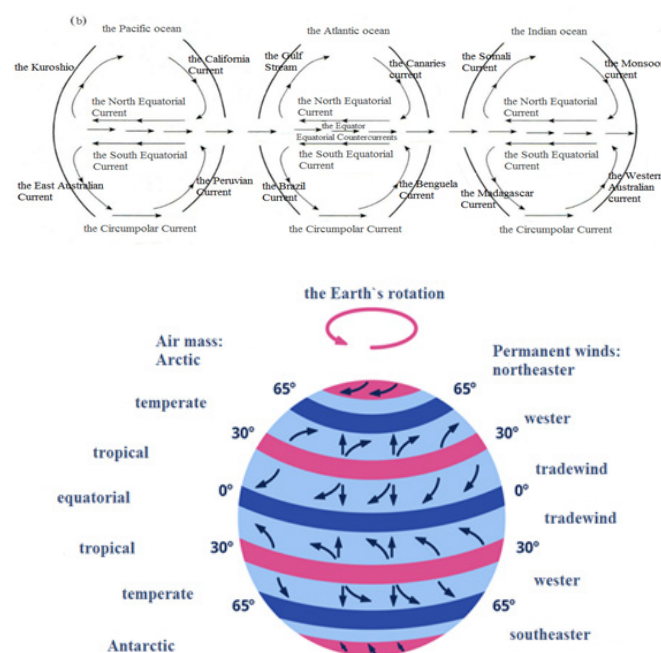 (b)
the Pacific ocean
the Atlantic ocean
the Indian ocean
the Kuroshio
the California
Current
the Gulf
Stream
the Canaries
current
the Somali
Current
the Monsoon
current
the North Equatorial
Current
the North Equatorial
Current
the North Equatorial
Current
the Equator
Equatorial Countercurrents
the South Equatorial
Current
the South Equatorial
Current
the South Equatorial
Current
the East Australian
Current
the Peruvian
Current
the Brazil
Current
the Benguela
Current
the Madagascar
Current
the Western
Australian
current
the Circumpolar Current
the Circumpolar Current
the Circumpolar Current
the Earth`s rotation
Air mass:
Arctic
Permanent winds:
northeaster
temperate
65°
65°
wester
30°
30°
tropical
tradewind
equatorial
0°
0°
tradewind
tropical
30°
30°
temperate
wester
65°
65°
Antarctic
southeaster